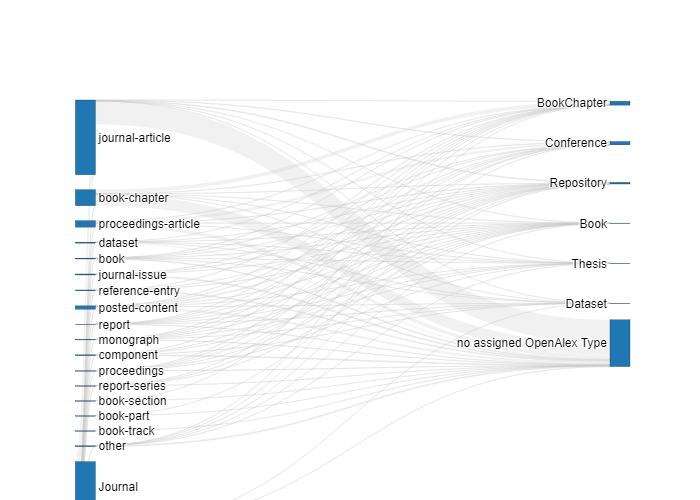 journal-article
book-chapter
proceedings-article
dataset
book
journal-issue
reference-entry
posted-content
report
monograph
component
proceedings
report-series
book-section
book-part
book-track
other
Journal
BookChapter
Conference
Repository
Book
Thesis
Dataset
no assigned OpenAlex Type